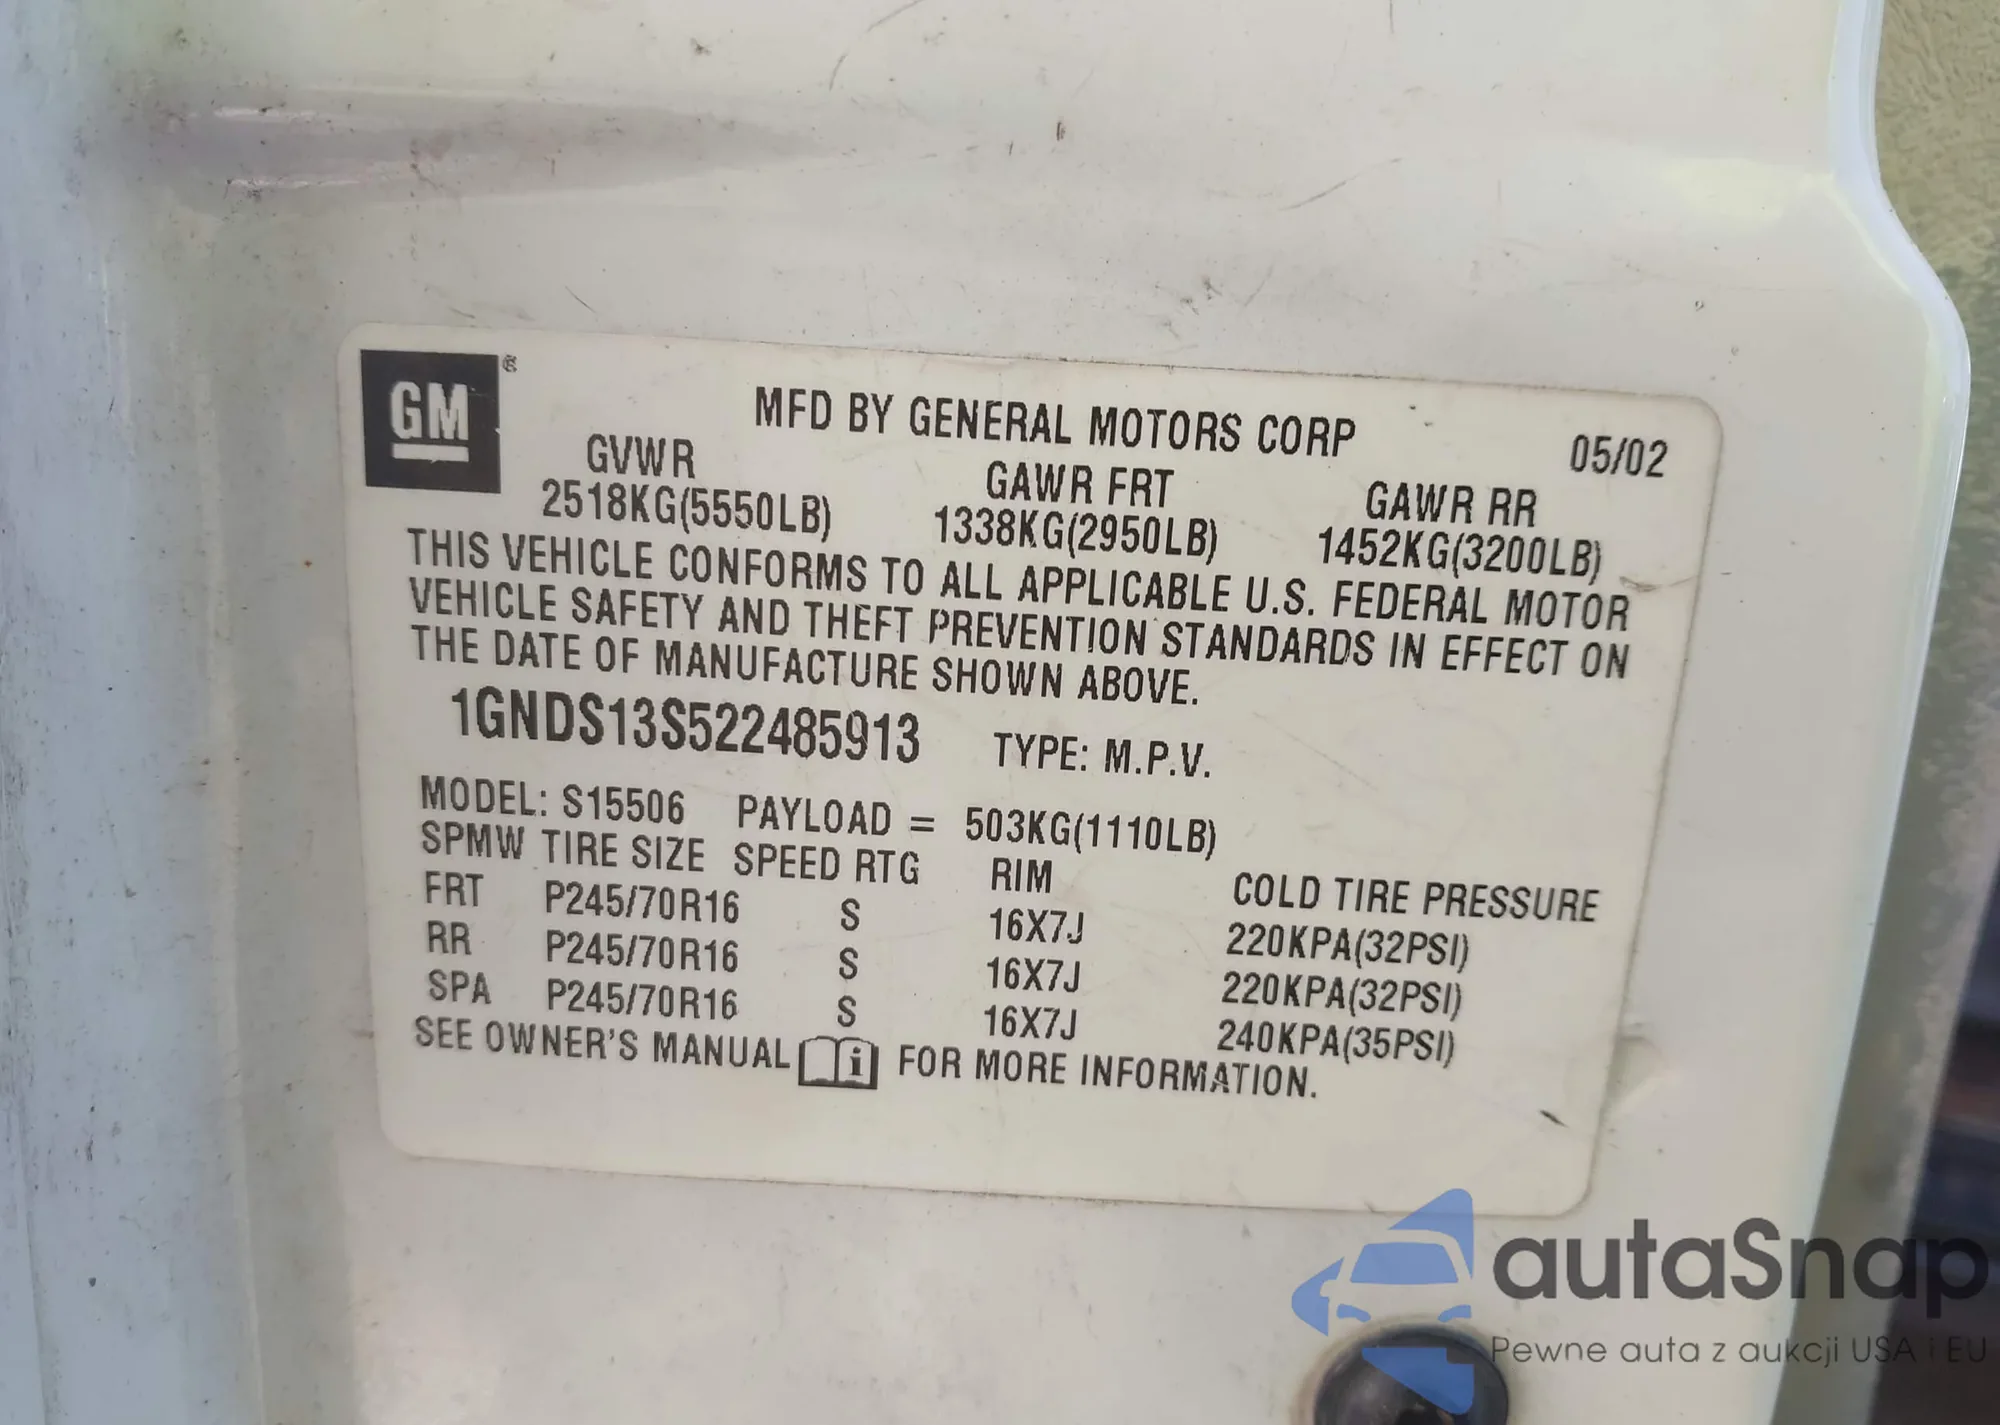 GM ®
MFD BY GENERAL MOTORS CORP 05/02
GVWR GAWR FRT GAWR RR
2518KG(5550LB) 1338KG(2950LB) 1452KG(3200LB)
THIS VEHICLE CONFORMS TO ALL APPLICABLE U.S. FEDERAL MOTOR
VEHICLE SAFETY AND THEFT PREVENTION STANDARDS IN EFFECT ON
THE DATE OF MANUFACTURE SHOWN ABOVE.
1GNDS13S522485913 TYPE: M.P.V.
MODEL: S15506 PAYLOAD = 503KG(1110LB)
SPMW TIRE SIZE SPEED RTG RIM COLD TIRE PRESSURE
FRT P245/70R16 S 16X7J 220KPA(32PSI)
RR P245/70R16 S 16X7J 220KPA(32PSI)
SPA P245/70R16 S 16X7J 240KPA(35PSI)
SEE OWNER'S MANUAL i FOR MORE INFORMATION.
autaSnap
Pewne auta z aukcji USA i EU